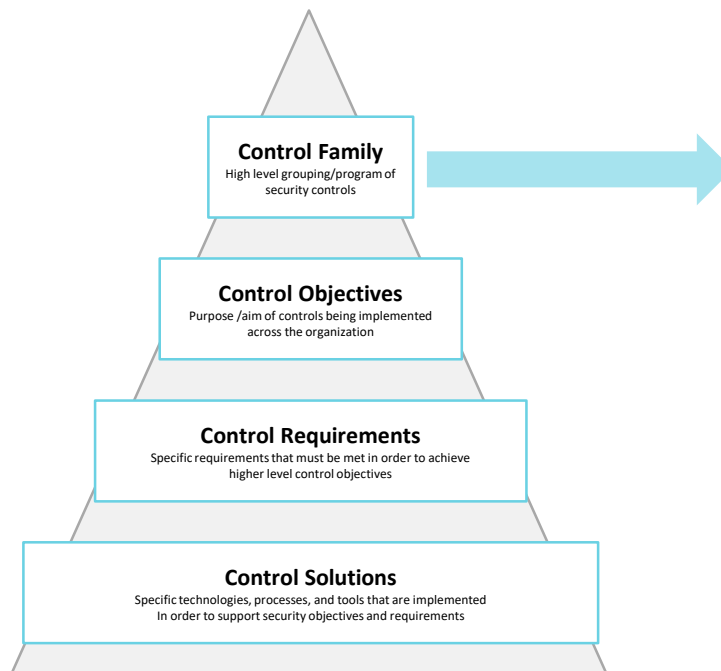 Control Family
High level grouping/program of
security controls
Control Objectives
Purpose /aim of controls being implemented
across the organization
Control Requirements
Specific requirements that must be met in order to achieve
higher level control objectives
Control Solutions
Specific technologies, processes, and tools that are implemented
In order to support security objectives and requirements